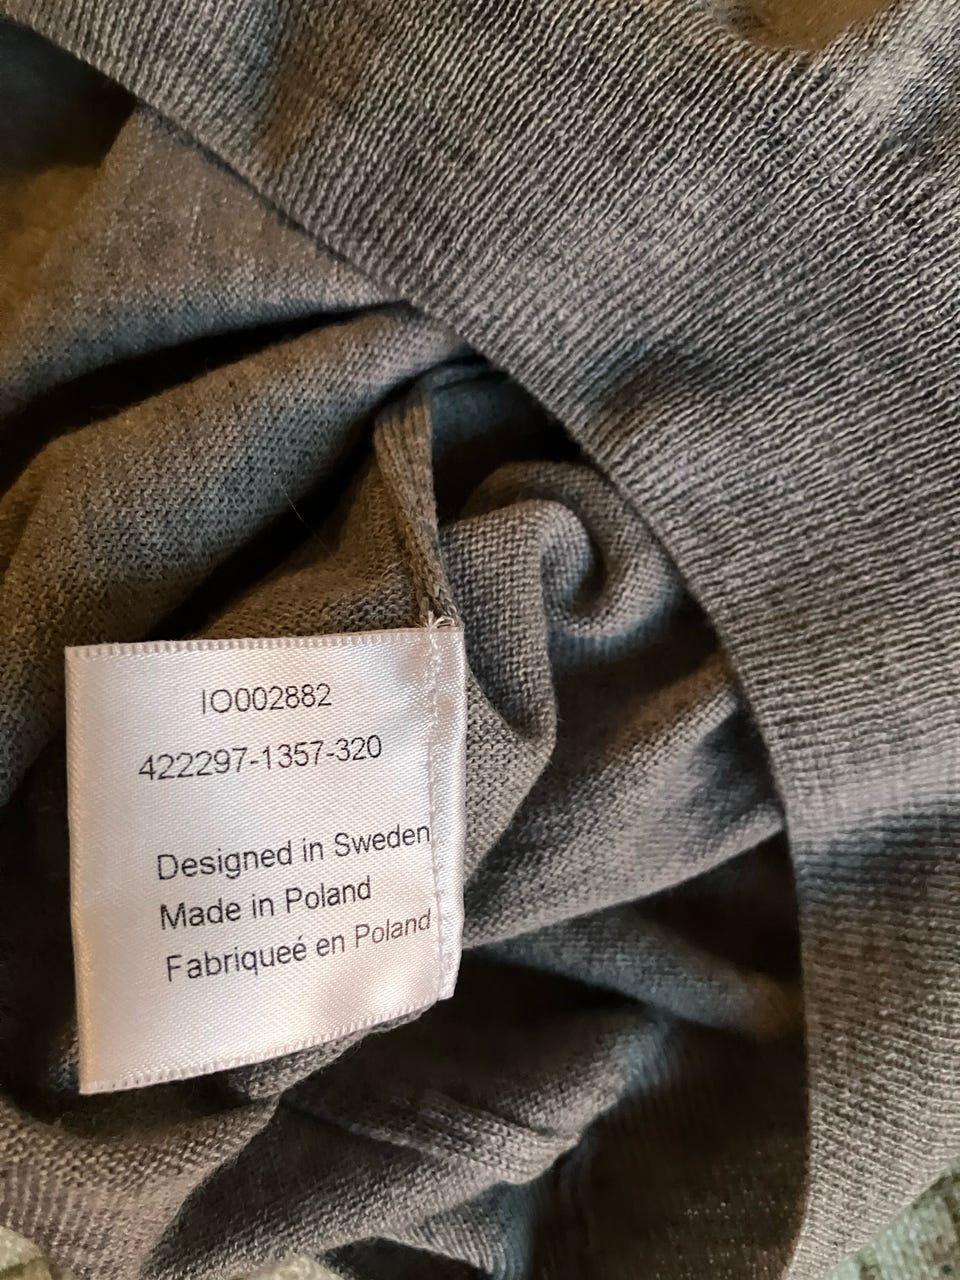 IO002882
422297-1357-320
Designed in Sweden
Made in Poland
Fabriqueé en Poland